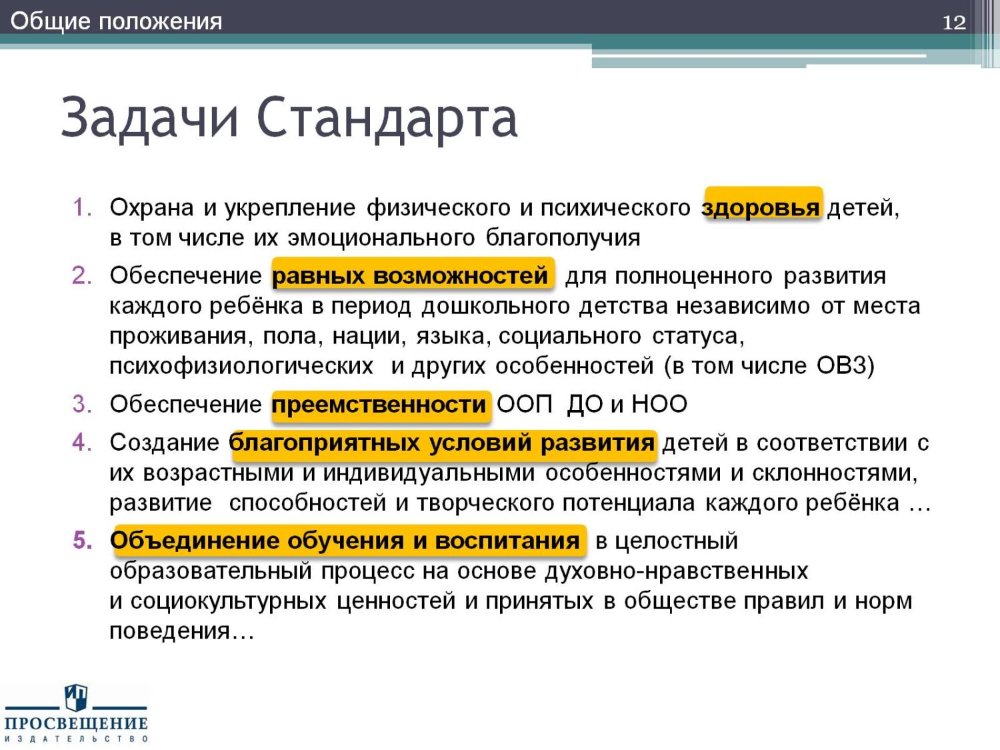 Общие положения
12
Задачи Стандарта
1. Охрана и укрепление физического и психического здоровья детей,
в том числе их эмоционального благополучия
2. Обеспечение равных возможностей для полноценного развития
каждого ребёнка в период дошкольного детства независимо от места
проживания, пола, нации, языка, социального статуса,
психофизиологических и других особенностей (в том числе ОВЗ)
3. Обеспечение преемственности ООП ДО и НОО
4. Создание благоприятных условий развития детей в соответствии с
их возрастными и индивидуальными особенностями и склонностями,
развитие способностей и творческого потенциала каждого ребёнка …
5. Объединение обучения и воспитания в целостный
образовательный процесс на основе духовно-нравственных
и социокультурных ценностей и принятых в обществе правил и норм
поведения…
ИП
ПРОСВЕЩЕНИЕ
ИЗДАТЕЛЬСТВО